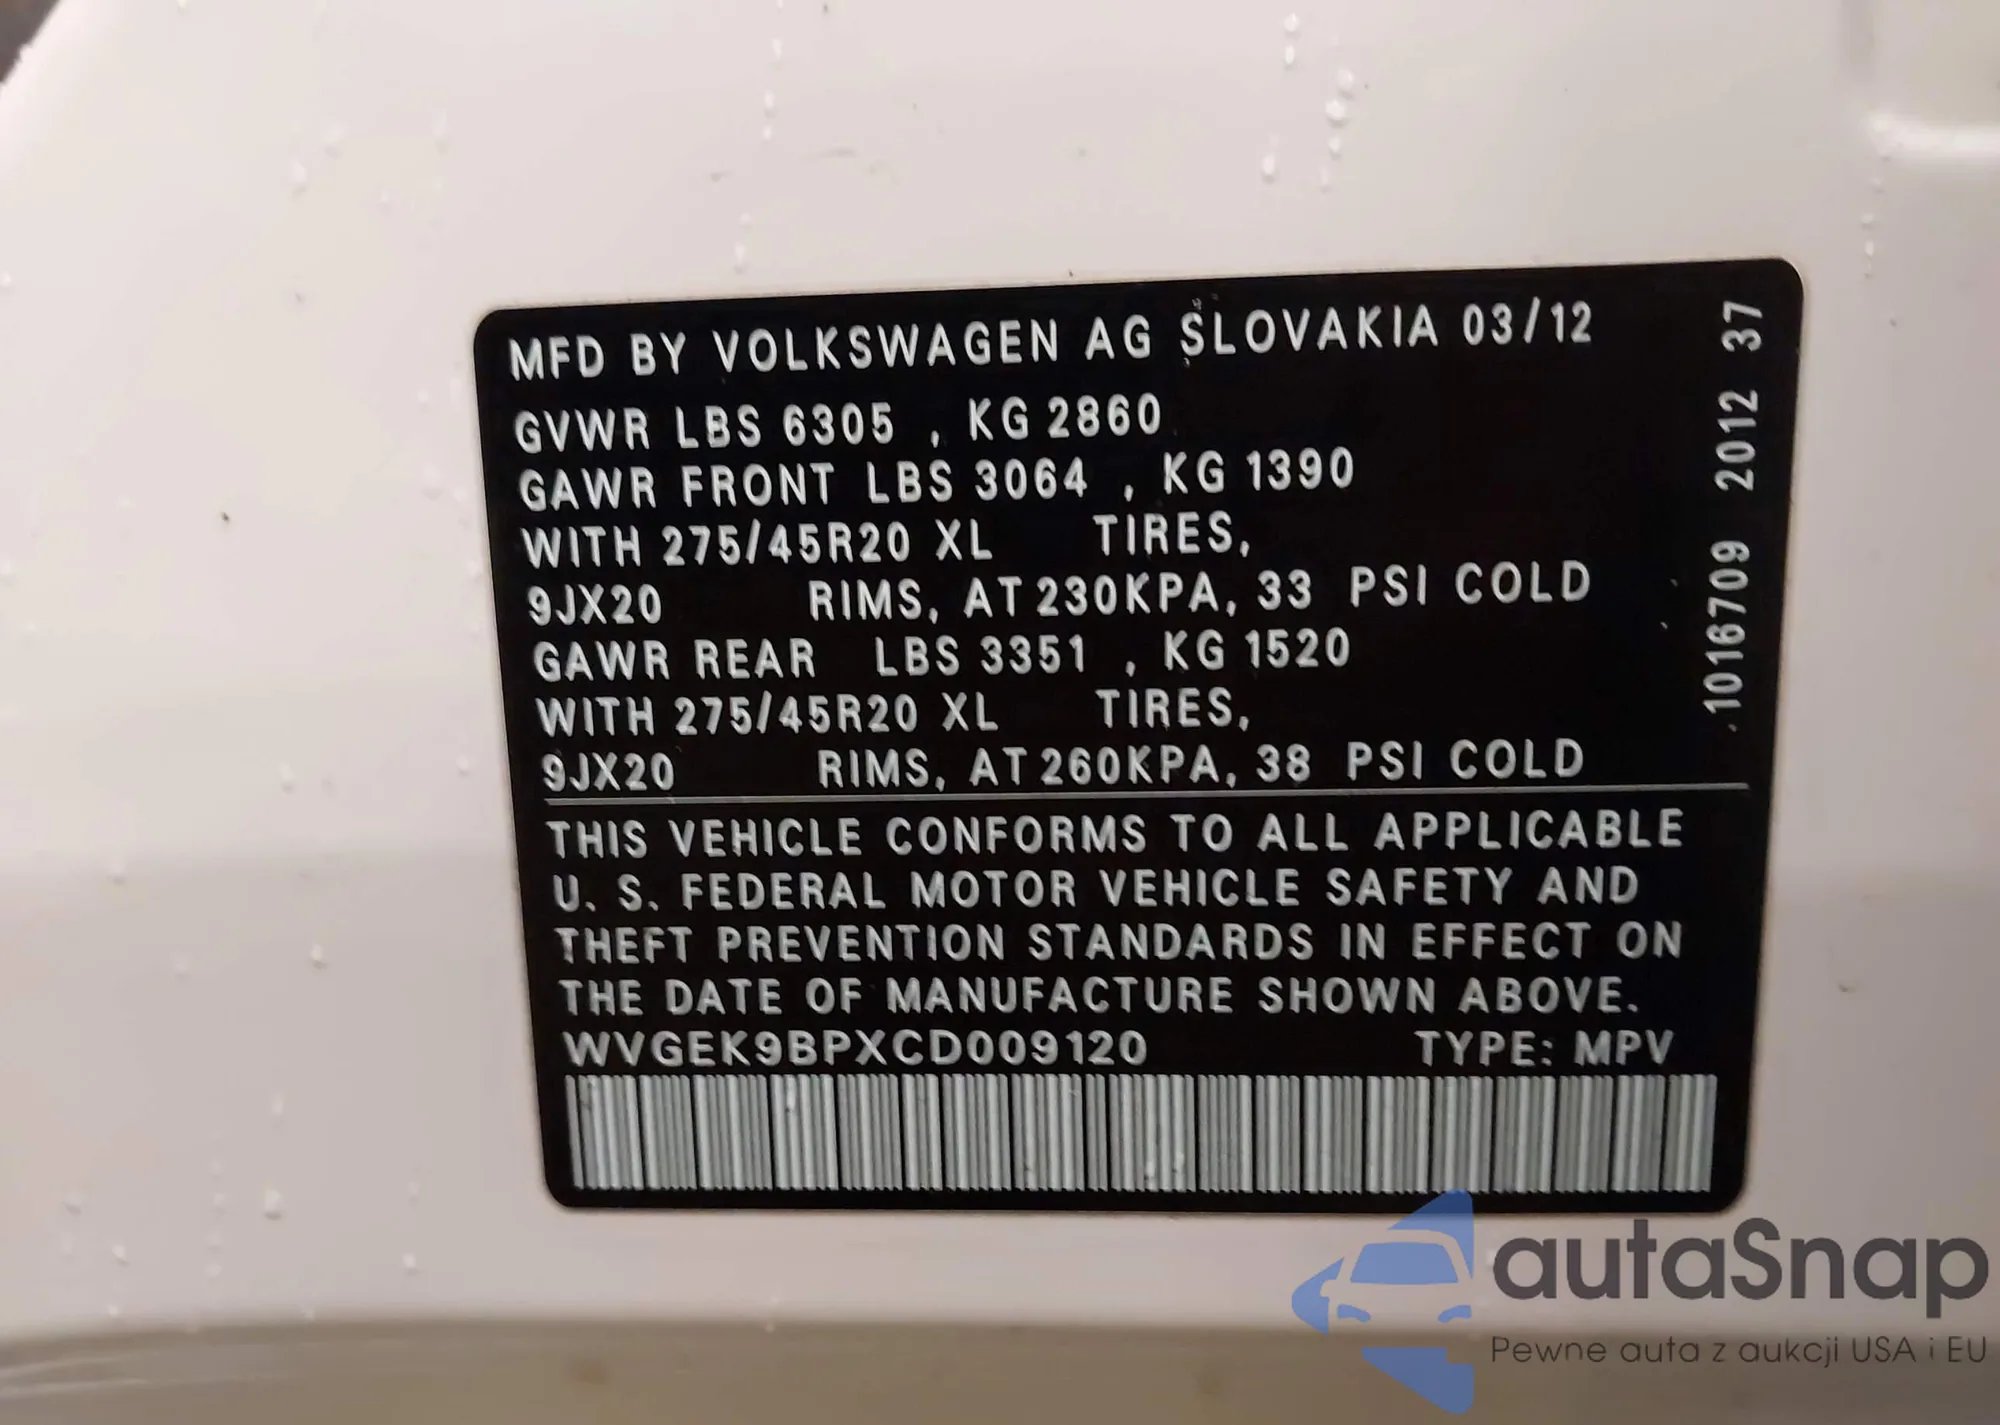 MFD BY VOLKSWAGEN AG SLOVAKIA 03/12
GVWR LBS 6305 , KG 2860
GAWR FRONT LBS 3064 , KG 1390
WITH 275/45R20 XL TIRES,
9JX20 RIMS, AT 230KPA, 33 PSI COLD
GAWR REAR LBS 3351 , KG 1520
WITH 275/45R20 XL TIRES,
9JX20 RIMS, AT 260KPA, 38 PSI COLD
THIS VEHICLE CONFORMS TO ALL APPLICABLE
U. S. FEDERAL MOTOR VEHICLE SAFETY AND
THEFT PREVENTION STANDARDS IN EFFECT ON
THE DATE OF MANUFACTURE SHOWN ABOVE.
WVGEK9BPXCD009120 TYPE: MPV
1016709 2012 37
autaSnap
Pewne auta z aukcji USA i EU